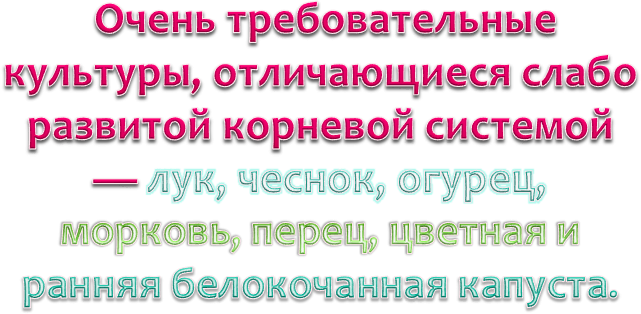 Очень требовательные
культуры, отличающиеся слабо
развитой корневой системой
— лук, чеснок, огурец,
морковь, перец, цветная и
ранняя белокочанная капуста.